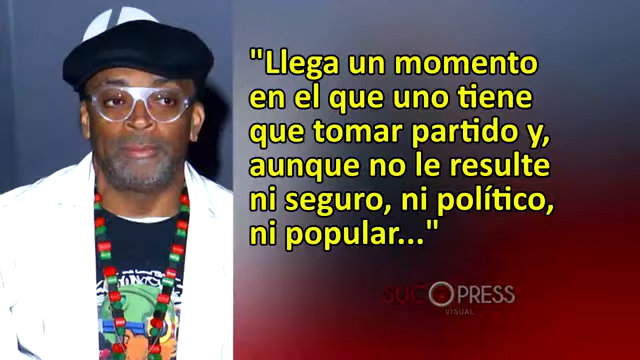 "Llega un momento
en el que uno tiene
que tomar partido y,
aunque no le resulte
ni seguro, ni político,
ni popular..."
PRESS
VISUAL